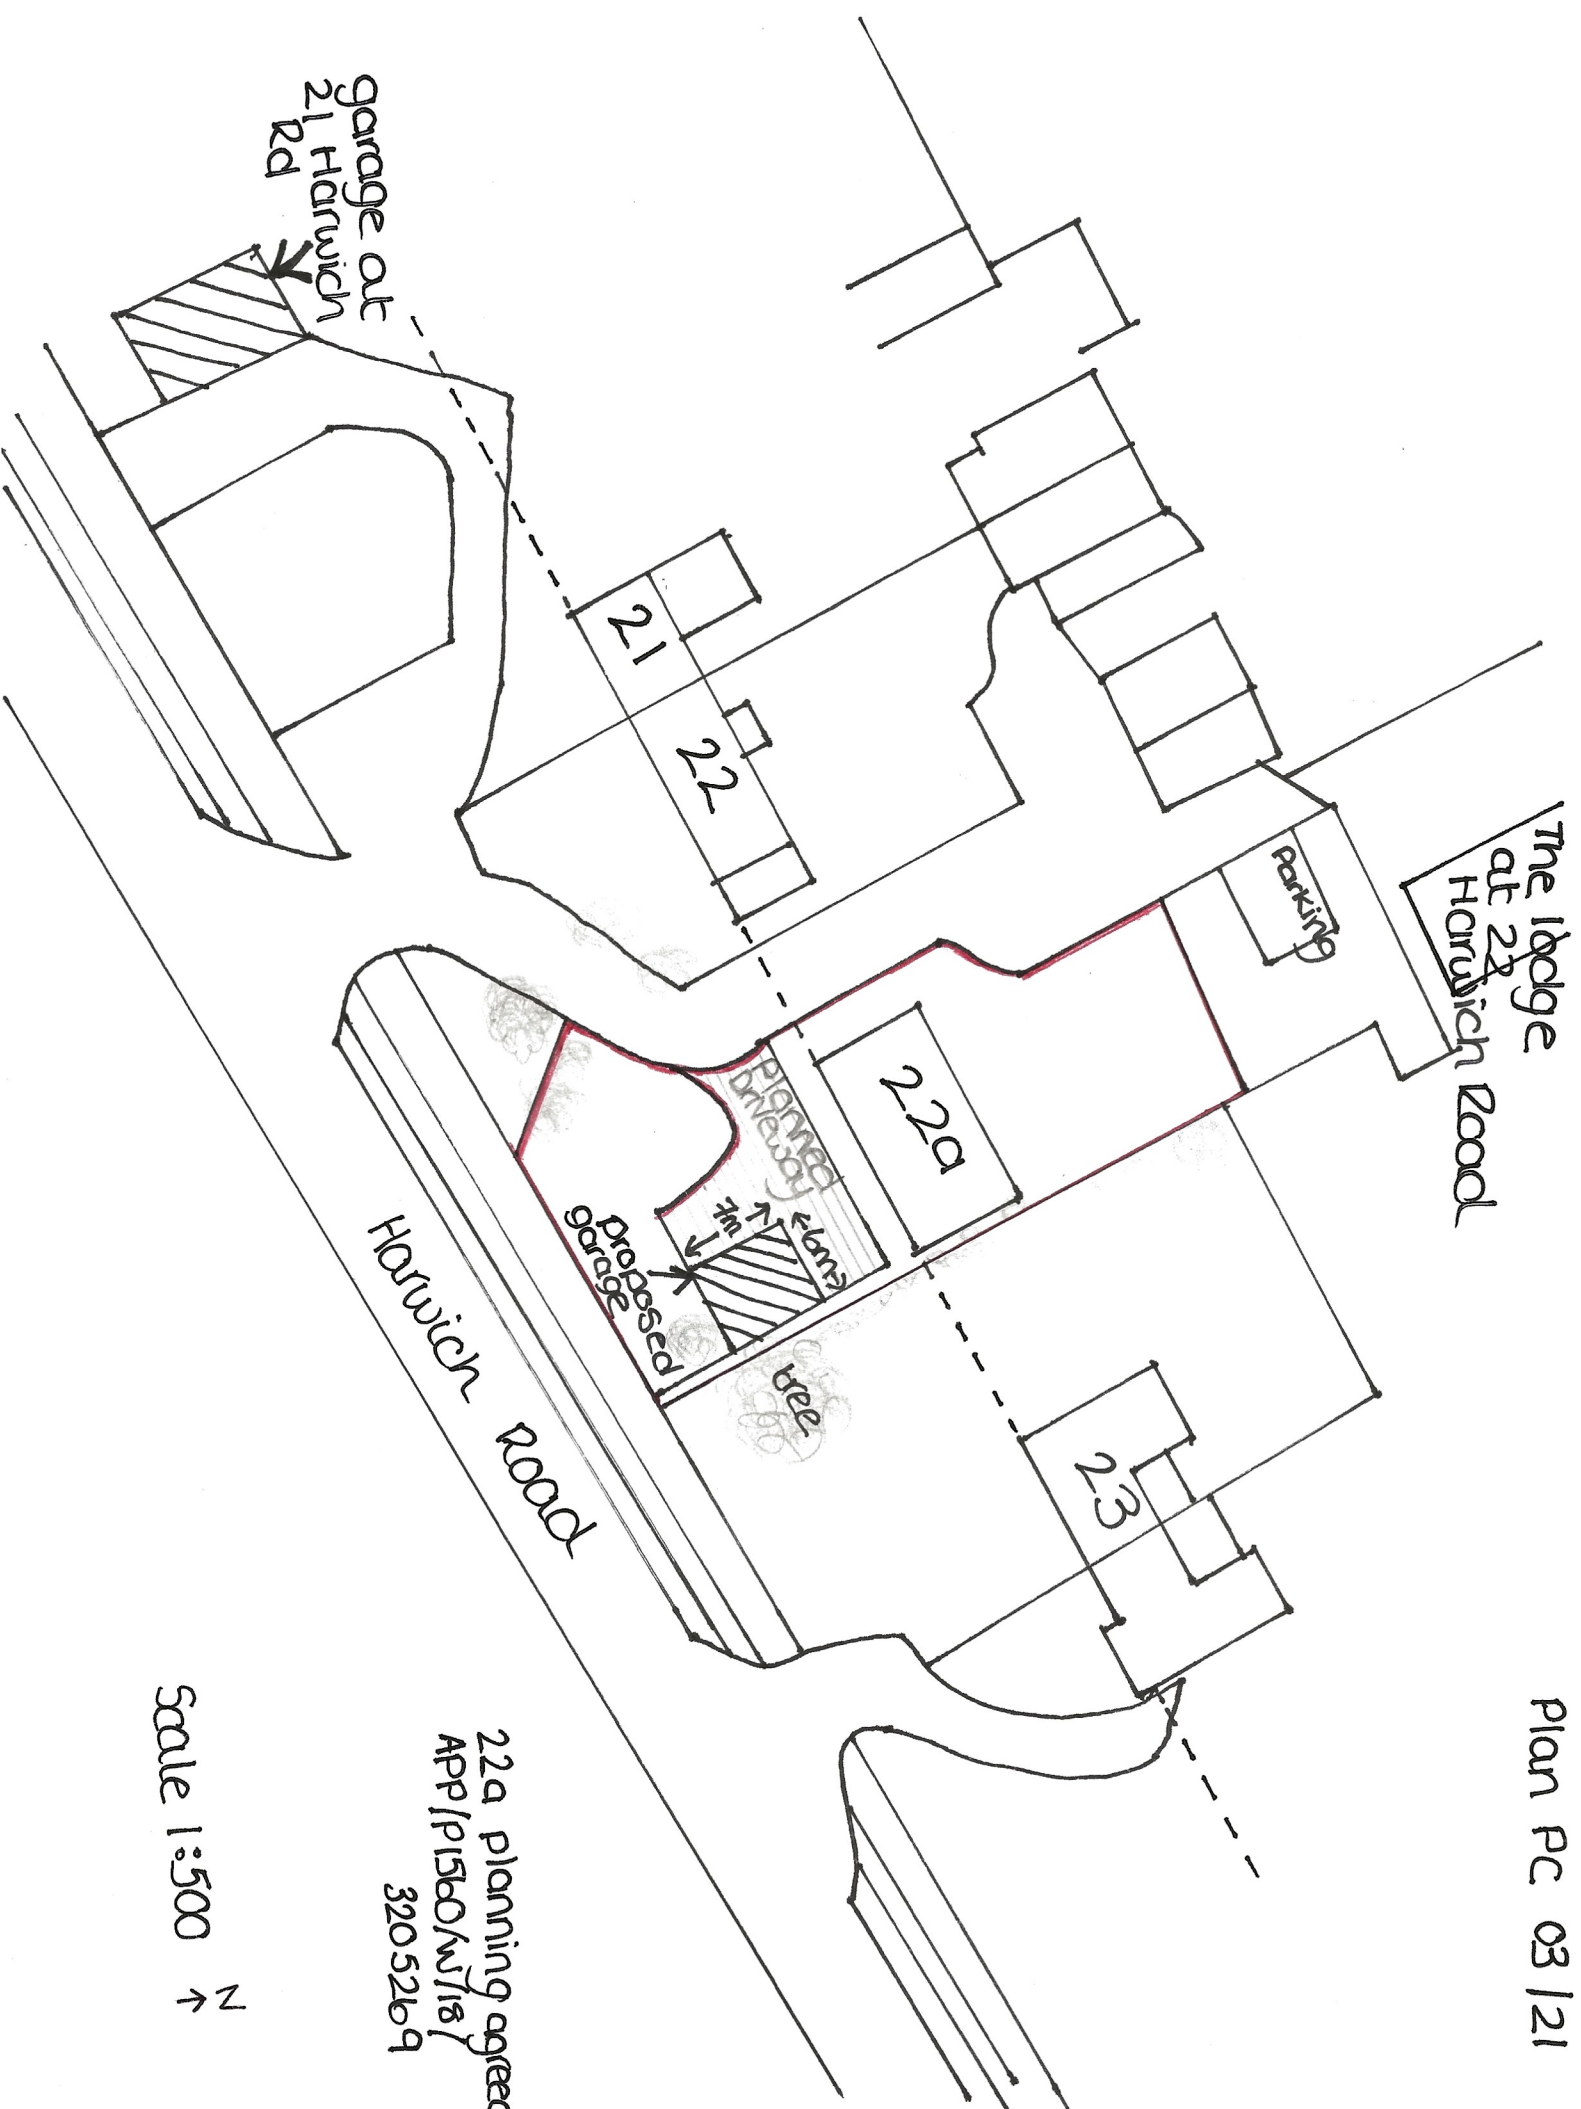 Plan PC 03/21
The lodge
at 22
Harwich Road
Parking
garage at
21 Harwich
Rd
21
22
22a
23
Planned
Driveway
7m
←6m→
proposed
garage
tree
Harwich Road
22a planning agreed
APP/P1560/W/18/
3205269
Scale 1:500
N